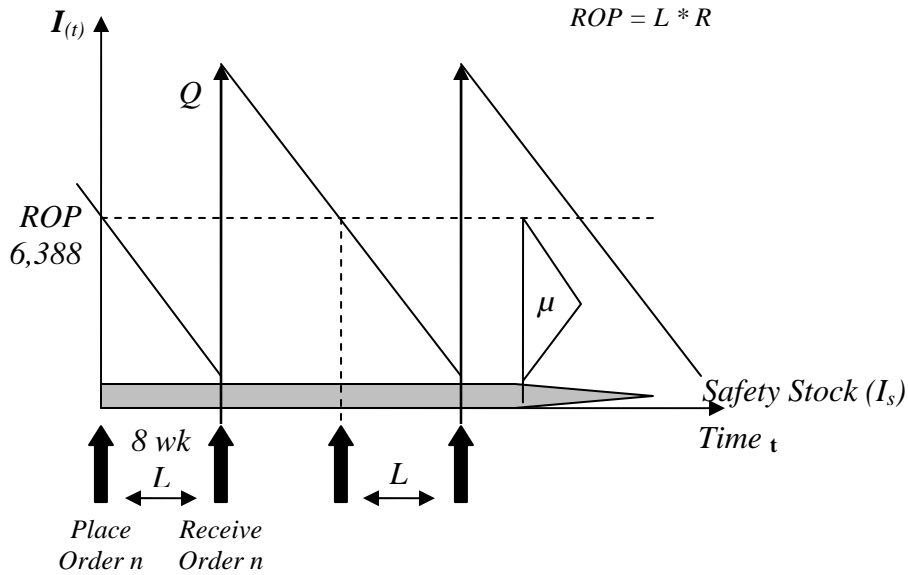 I(t)
ROP = L * R
Q
ROP
6,388
μ
Safety Stock (Is)
Time t
8 wk
L
L
Place
Order n
Receive
Order n